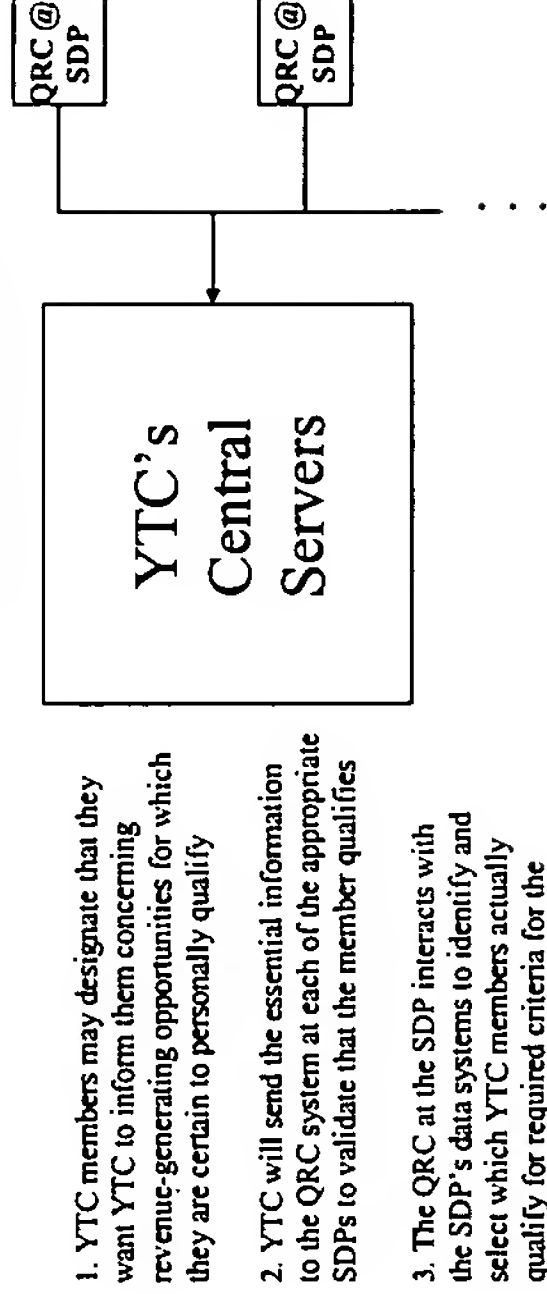 1. YTC members may designate that they
want YTC to inform them concerning
revenue-generating opportunities for which
they are certain to personally qualify
2. YTC will send the essential information
to the QRC system at each of the appropriate
SDPs to validate that the member qualifies
3. The QRC at the SDP interacts with
the SDP's data systems to identify and
select which YTC members actually
qualify for required criteria for the
YTC's
Central
Servers
QRC @
SDP
QRC @
SDP